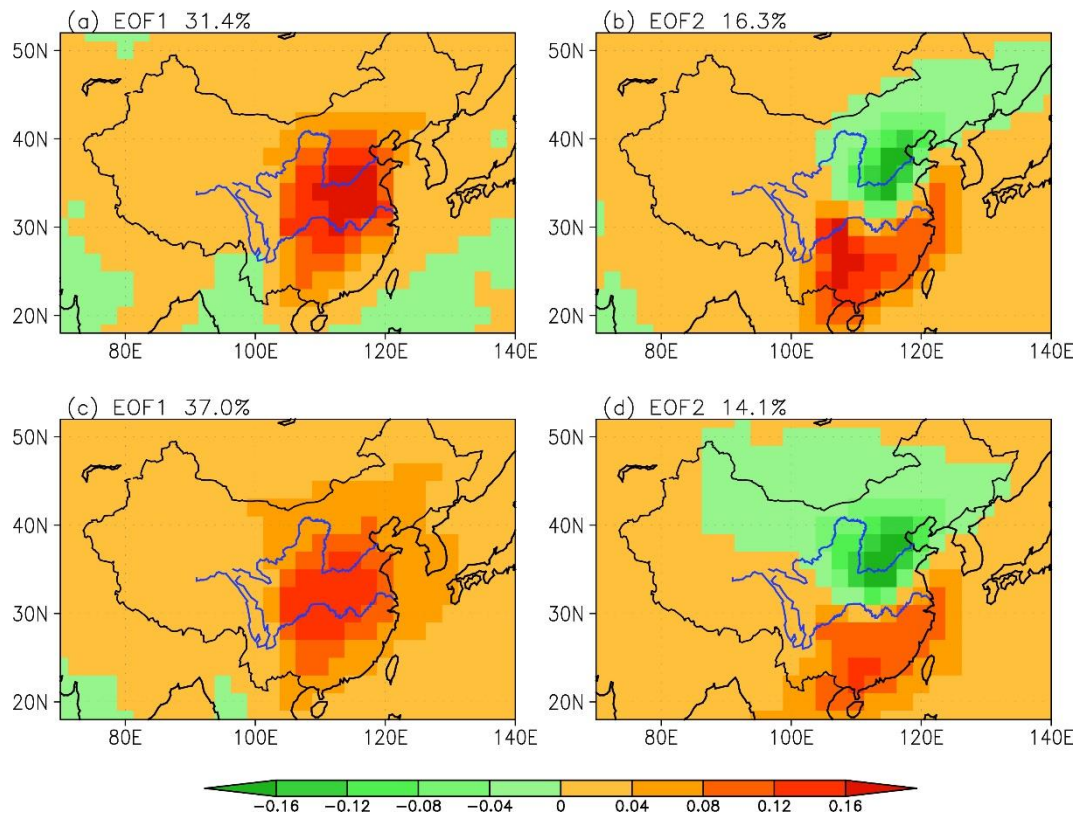 (a) EOF1 31.4%
(b) EOF2 16.3%
50N
40N
30N
20N
80E 100E 120E 140E
50N
40N
30N
20N
80E 100E 120E 140E
(c) EOF1 37.0%
(d) EOF2 14.1%
50N
40N
30N
20N
80E 100E 120E 140E
50N
40N
30N
20N
80E 100E 120E 140E
−0.16 −0.12 −0.08 −0.04 0 0.04 0.08 0.12 0.16